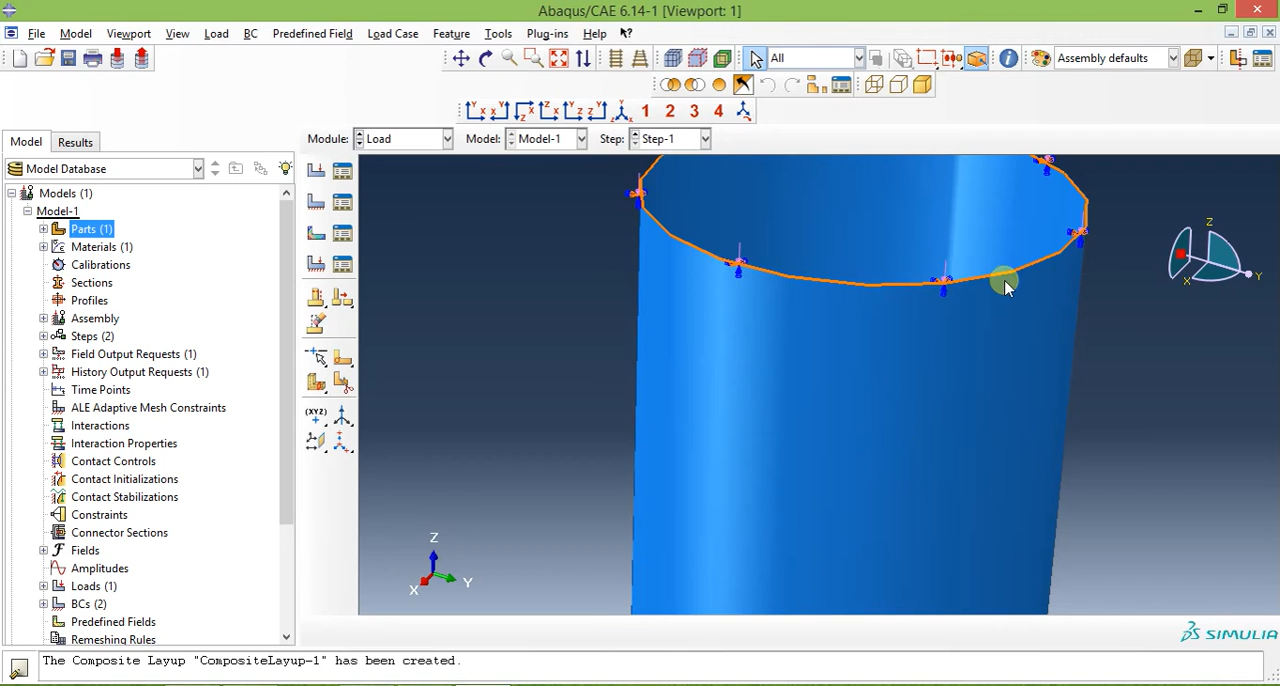 Abaqus/CAE 6.14-1 [Viewport: 1]
File Model Viewport View Load BC Predefined Field Load Case Feature Tools Plug-ins Help
All Assembly defaults
1 2 3 4
Model Results Module: Load Model: Model-1 Step: Step-1
Model Database
Models (1)
Model-1
Parts (1)
Materials (1)
Calibrations
Sections
Profiles
Assembly
Steps (2)
Field Output Requests (1)
History Output Requests (1)
Time Points
ALE Adaptive Mesh Constraints
Interactions
Interaction Properties
Contact Controls
Contact Initializations
Contact Stabilizations
Constraints
Connector Sections
Fields
Amplitudes
Loads (1)
BCs (2)
Predefined Fields
Remeshing Rules
(XYZ)
Z
Y
X
Z
Y
X
SIMULIA
The Composite Layup "CompositeLayup-1" has been created.